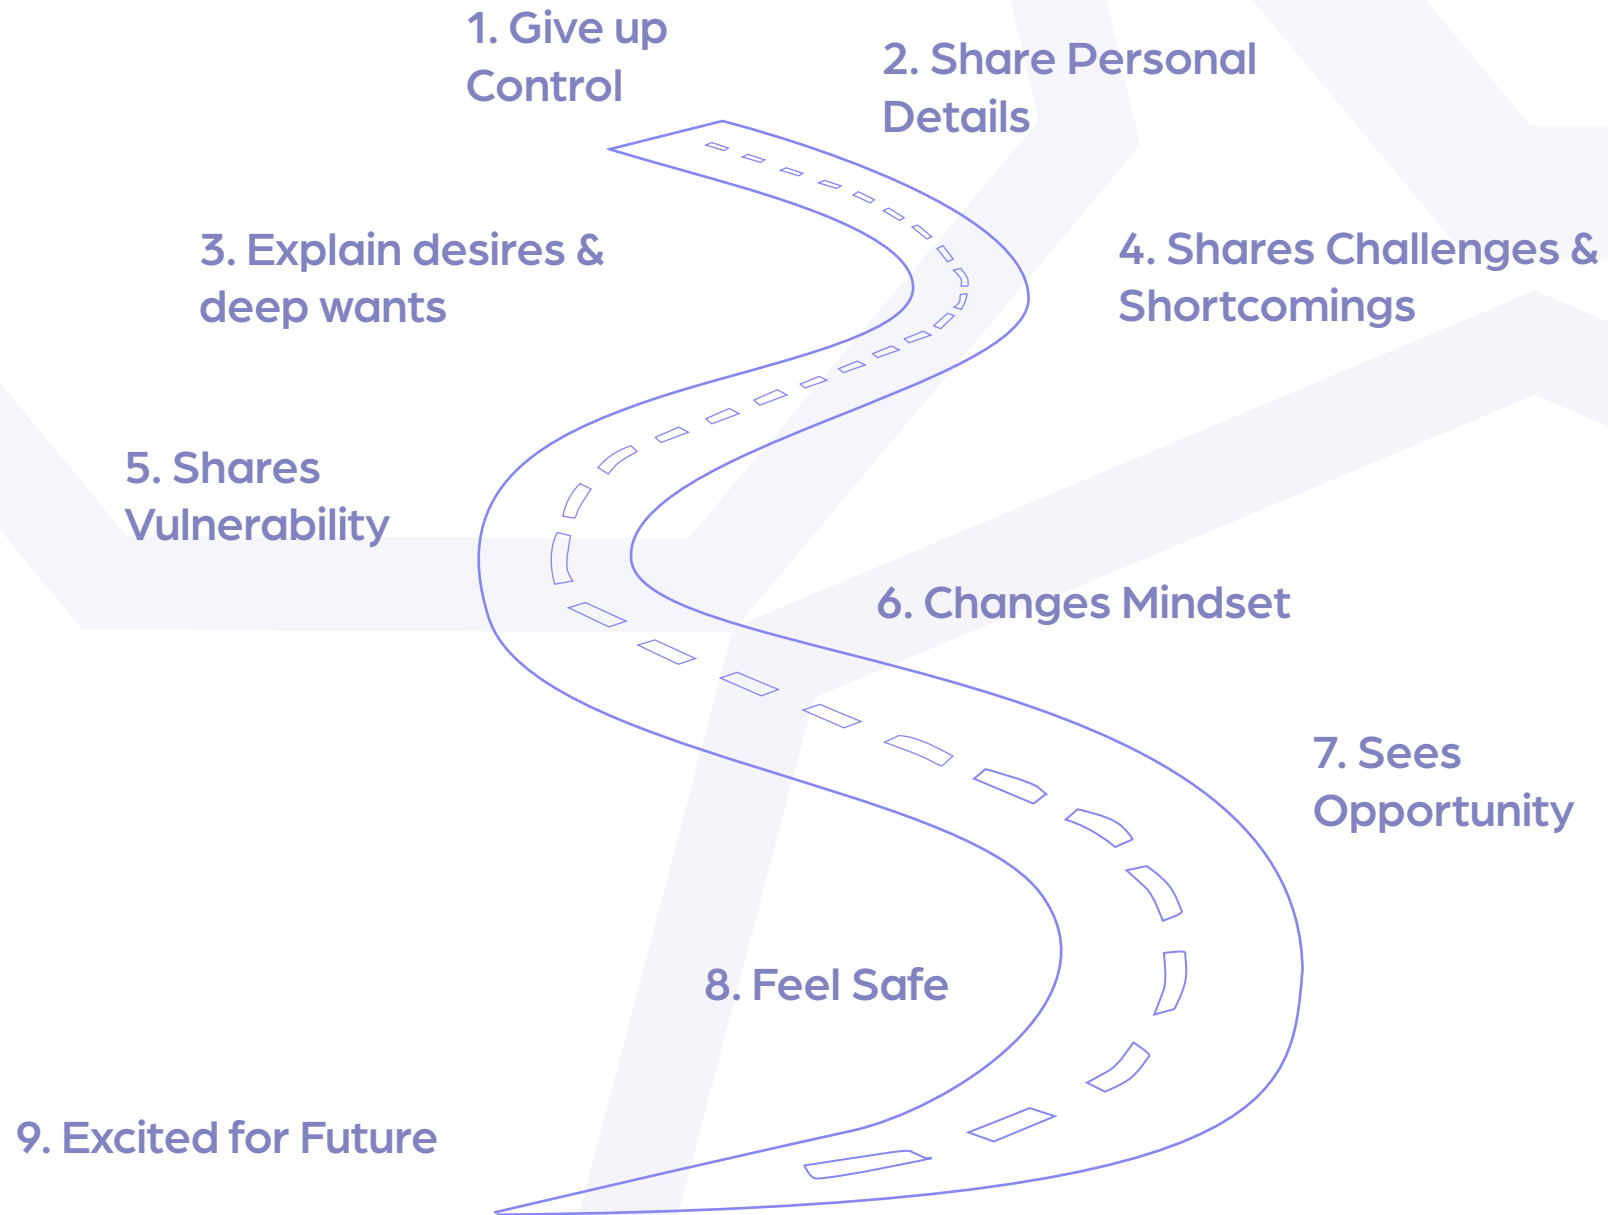 1. Give up
Control
2. Share Personal
Details
3. Explain desires &
deep wants
4. Shares Challenges &
Shortcomings
5. Shares
Vulnerability
6. Changes Mindset
7. Sees
Opportunity
8. Feel Safe
9. Excited for Future